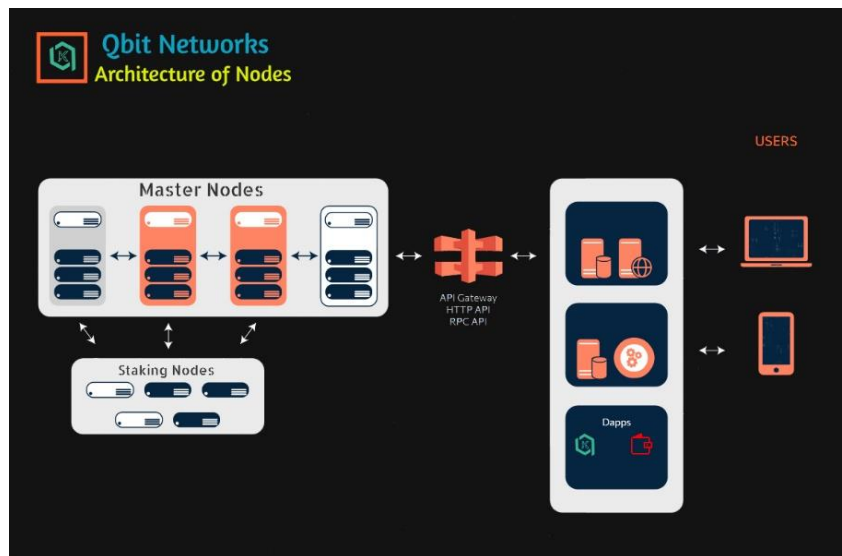 Qbit Networks
Architecture of Nodes
USERS
Master Nodes
API Gateway
HTTP API
RPC API
Staking Nodes
Dapps